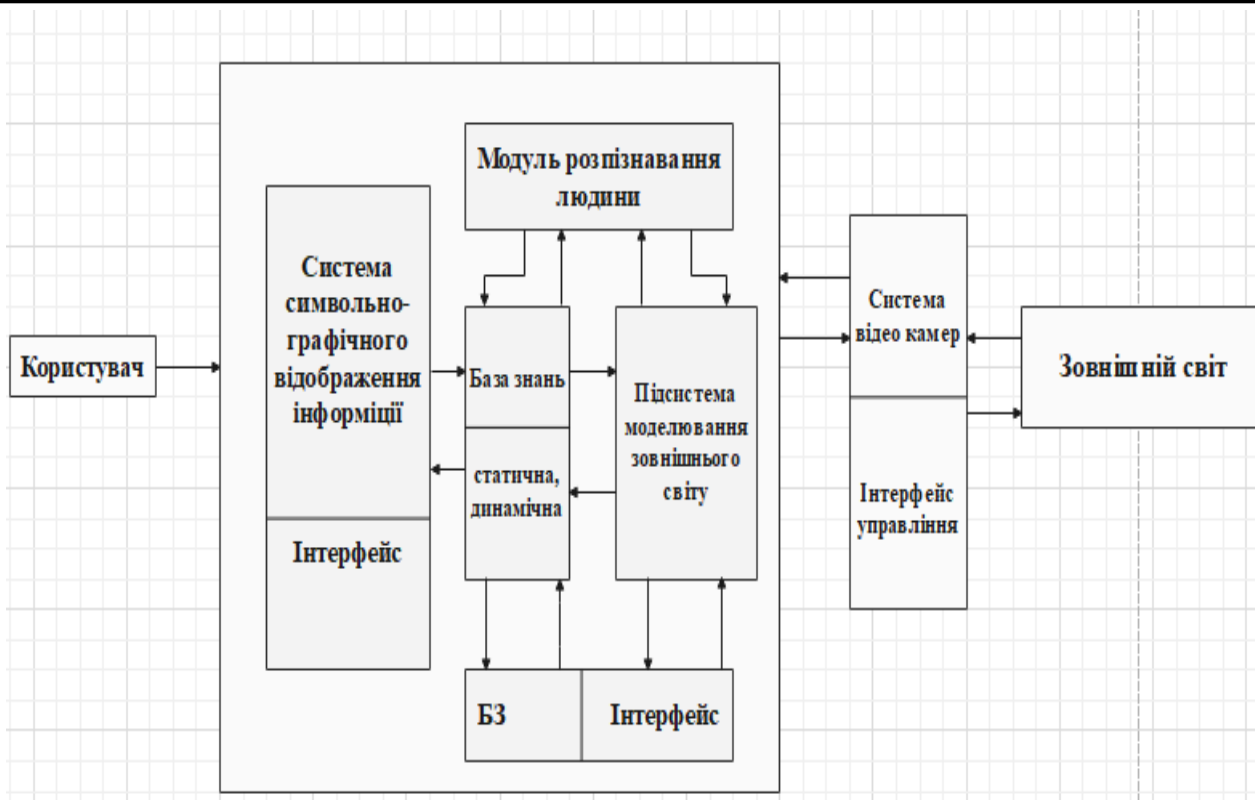 Модуль розпізнавання
людини
Система
символьно-
графічного
відображення
інформіції
Інтерфейс
Користувач
База знань
статична,
динамічна
Підсистема
моделювання
зовнішнього
світу
БЗ
Інтерфейс
Система
відео камер
Інтерфейс
управління
Зовнішній світ